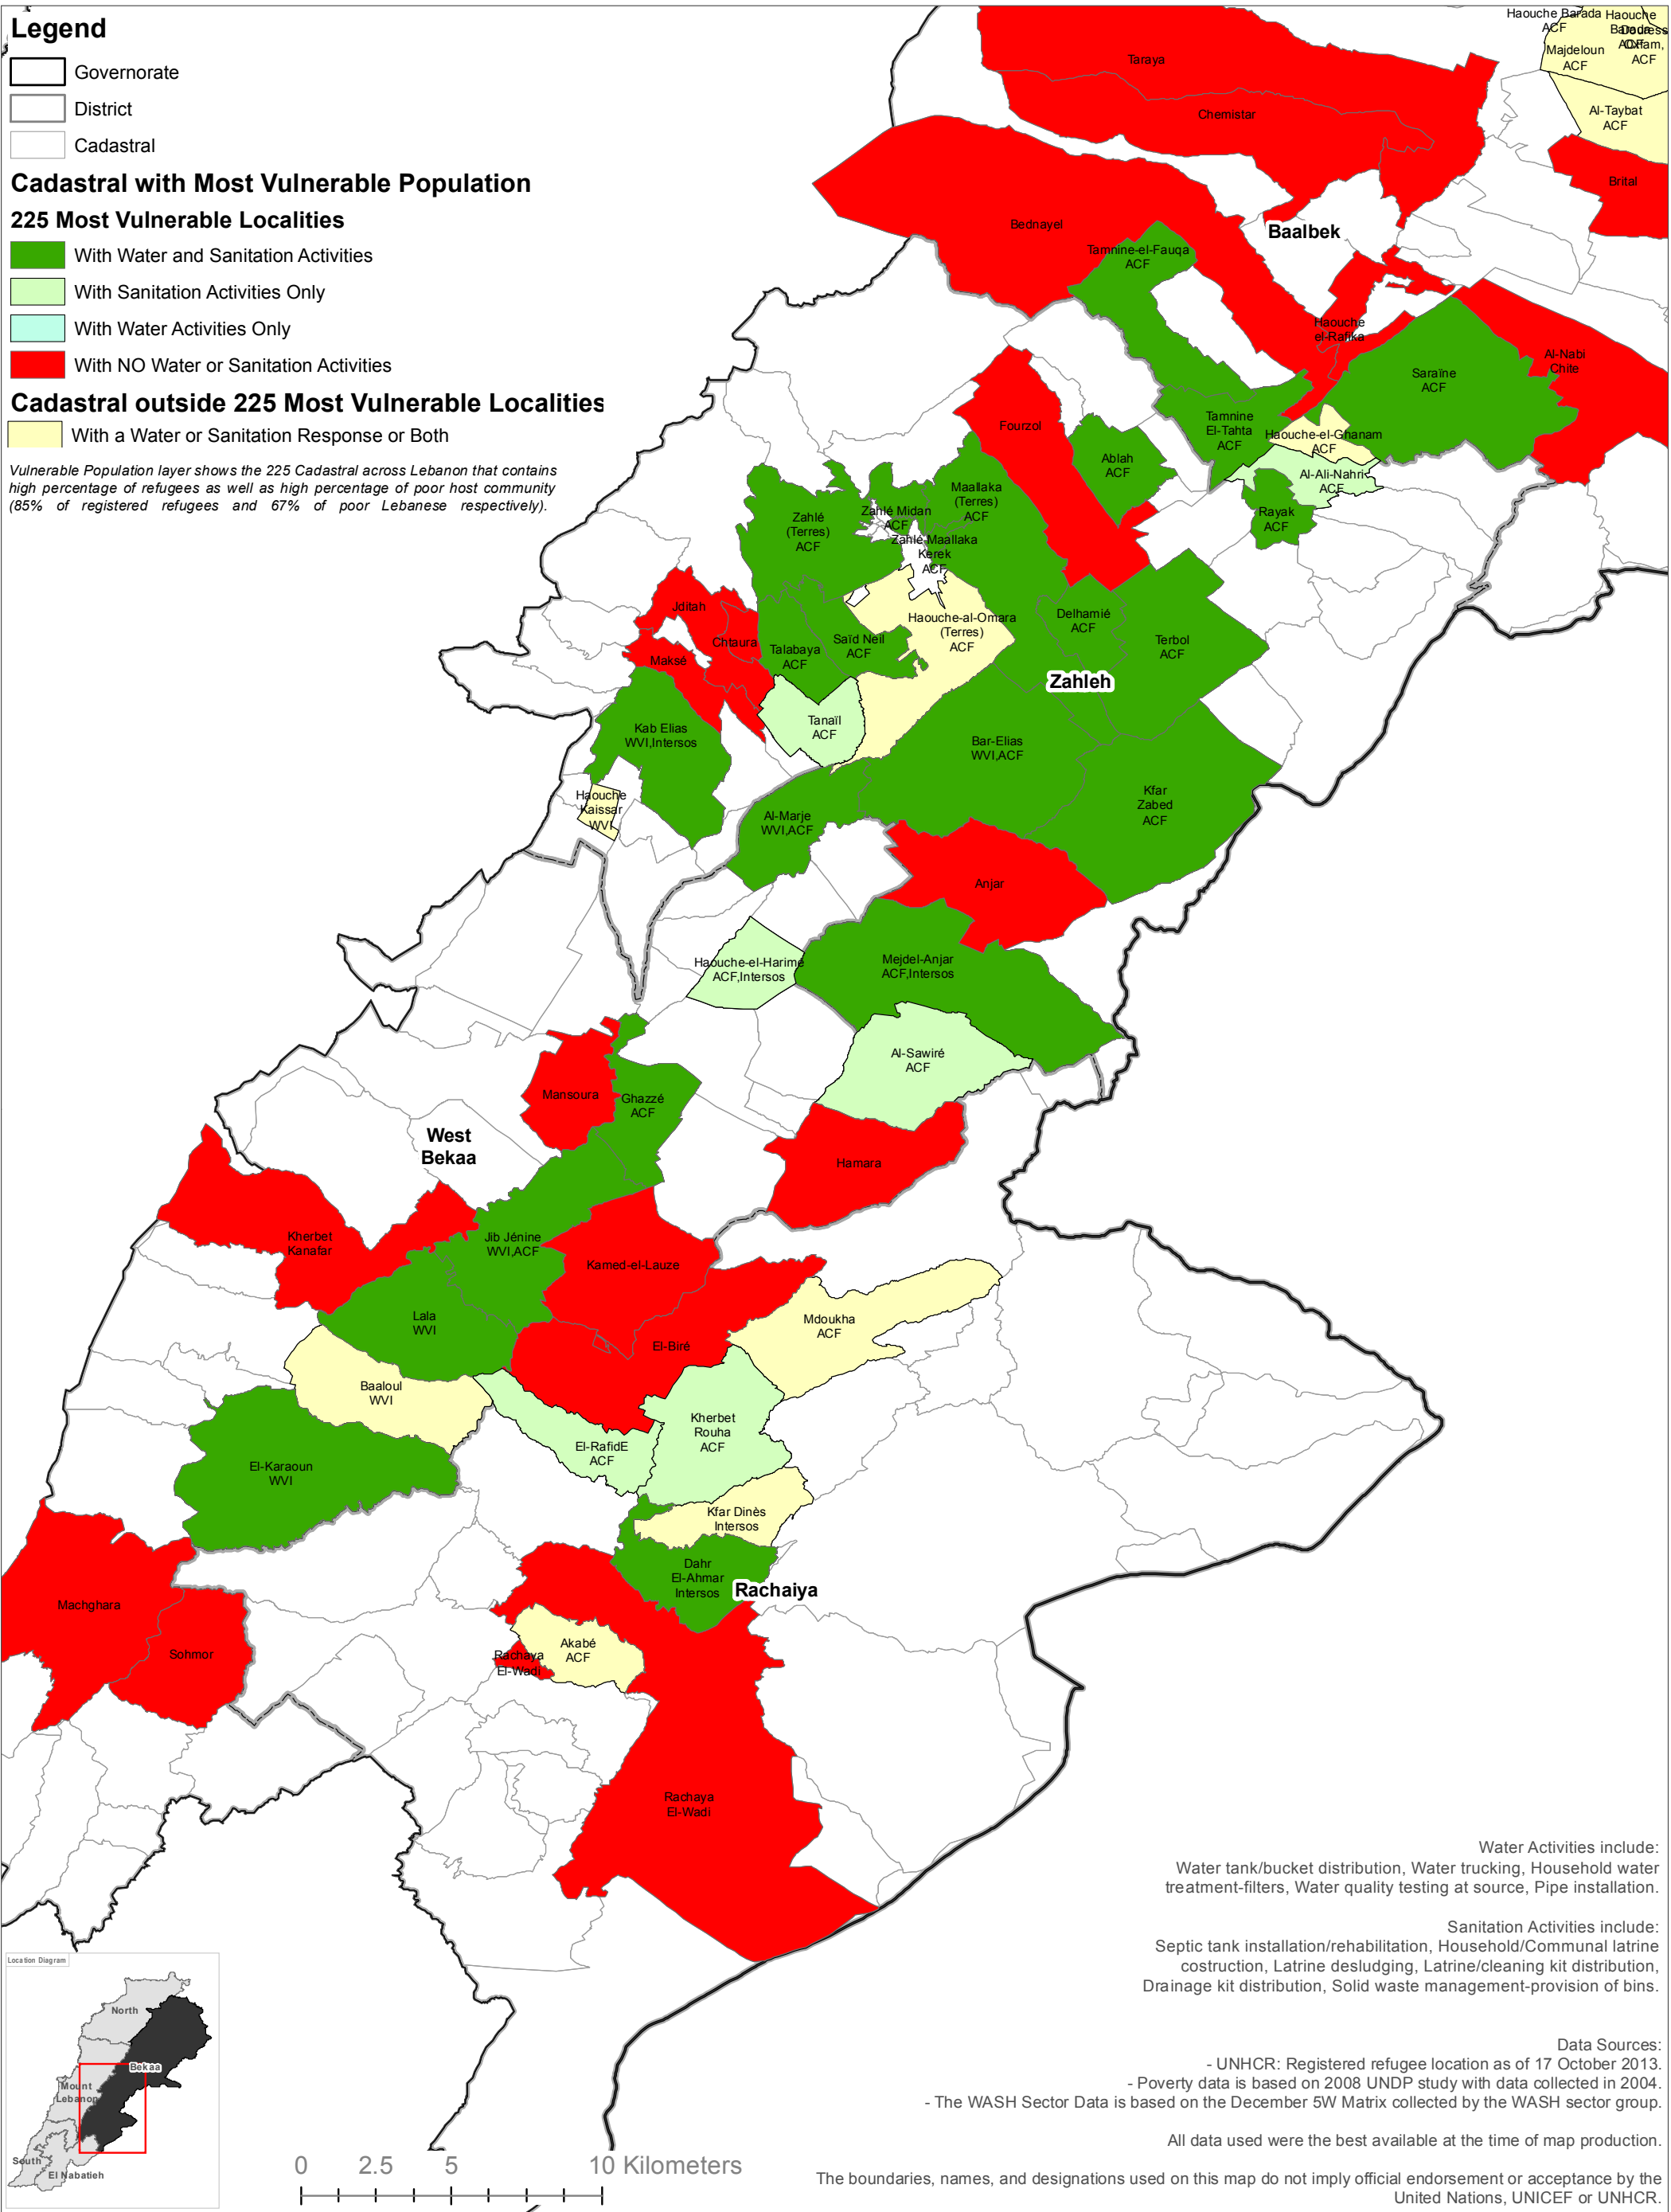 Legend
Governorate
District
Cadastral
Cadastral with Most Vulnerable Population
225 Most Vulnerable Localities
With Water and Sanitation Activities
With Sanitation Activities Only
With Water Activities Only
With NO Water or Sanitation Activities
Cadastral outside 225 Most Vulnerable Localities
With a Water or Sanitation Response or Both
Vulnerable Population layer shows the 225 Cadastral across Lebanon that contains
high percentage of refugees as well as high percentage of poor host community
(85% of registered refugees and 67% of poor Lebanese respectively).
Haouche Barada
ACF
Haouche
ACF
Majdeloun
ACF
Al-Taybat
ACF
Taraya
Chemistar
Brital
Bednayel
Baalbek
Tamnine-el-Fauqa
ACF
Haouche
el-Rafika
Al-Nabi
Chite
Saraïne
ACF
Tamnine
El-Tahta
ACF
Haouche-el-Ghanam
ACF
Fourzol
Ablah
ACF
Al-Ali-Nahri
ACF
Rayak
ACF
Maallaka
(Terres)
ACF
Zahlé
(Terres)
ACF
Zahlé Midan
ACF
Zahlé Maallaka
Kerek
ACF
Jditah
Chtaura
Maksé
Talabaya
ACF
Saïd Neil
ACF
Haouche-al-Omara
(Terres)
ACF
Delhamié
ACF
Terbol
ACF
Zahleh
Tanaïl
ACF
Kab Elias
WVI,Intersos
Bar-Elias
WVI,ACF
Haouche
Kaissar
WVI
Al-Marje
WVI,ACF
Kfar
Zabed
ACF
Anjar
Haouche-el-Harimé
ACF,Intersos
Mejdel-Anjar
ACF,Intersos
Al-Sawiré
ACF
Mansoura
Ghazzé
ACF
West
Bekaa
Hamara
Kherbet
Kanafar
Jib Jénine
WVI,ACF
Kamed-el-Lauze
Lala
WVI
El-Biré
Mdoukha
ACF
Baaloul
WVI
Kherbet
Rouha
ACF
El-RafidE
ACF
El-Karaoun
WVI
Kfar Dinès
Intersos
Dahr
El-Ahmar
Intersos
Rachaiya
Machghara
Sohmor
Akabé
ACF
Rachaya
El-Wadi
Rachaya
El-Wadi
Water Activities include:
Water tank/bucket distribution, Water trucking, Household water
treatment-filters, Water quality testing at source, Pipe installation.
Sanitation Activities include:
Septic tank installation/rehabilitation, Household/Communal latrine
costruction, Latrine desludging, Latrine/cleaning kit distribution,
Drainage kit distribution, Solid waste management-provision of bins.
Data Sources:
- UNHCR: Registered refugee location as of 17 October 2013.
- Poverty data is based on 2008 UNDP study with data collected in 2004.
- The WASH Sector Data is based on the December 5W Matrix collected by the WASH sector group.
All data used were the best available at the time of map production.
The boundaries, names, and designations used on this map do not imply official endorsement or acceptance by the
United Nations, UNICEF or UNHCR.
Location Diagram
North
Bekaa
Mount
Lebanon
South
El Nabatieh
0 2.5 5 10 Kilometers